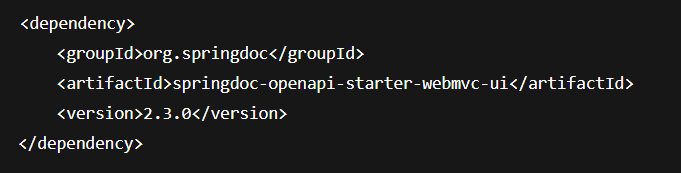 <dependency>
    <groupId>org.springdoc</groupId>
    <artifactId>springdoc-openapi-starter-webmvc-ui</artifactId>
    <version>2.3.0</version>
</dependency>